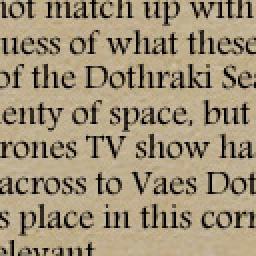 not match up with
uess of what these
of the Dothraki Sea
enty of space, but
rones TV show ha
across to Vaes Dot
s place in this corr
elevant